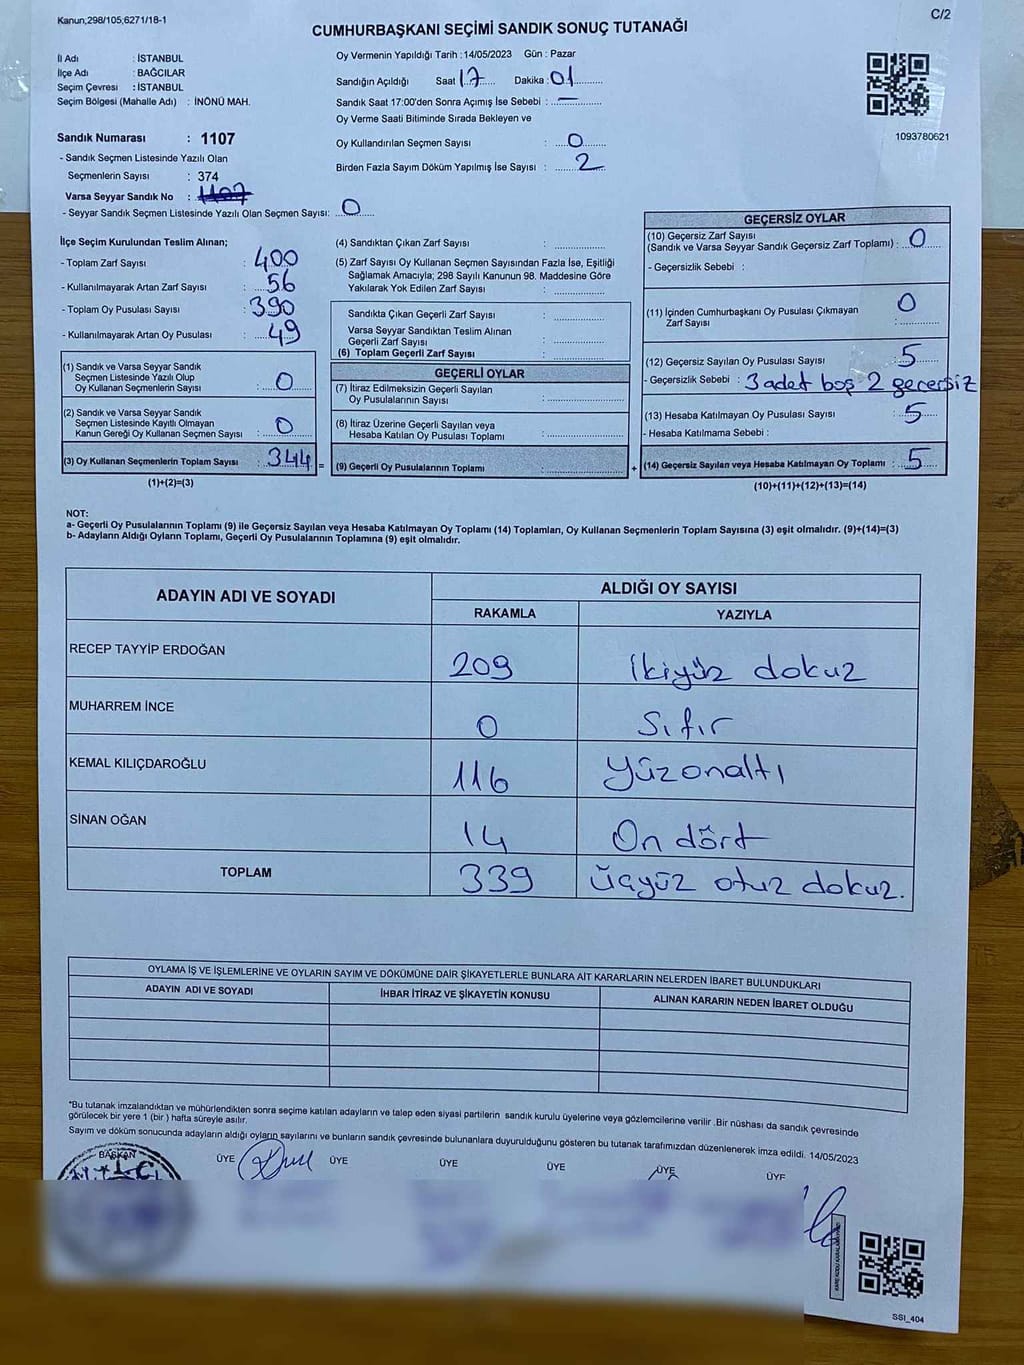 Kanun,298/105;6271/18-1
C/2
CUMHURBAŞKANI SEÇİMİ SANDIK SONUÇ TUTANAĞI
İl Adı : İSTANBUL
İlçe Adı : BAĞCILAR
Seçim Çevresi : İSTANBUL
Seçim Bölgesi (Mahalle Adı) : İNÖNÜ MAH.
Sandık Numarası : 1107
- Sandık Seçmen Listesinde Yazılı Olan
Seçmenlerin Sayısı : 374
Varsa Seyyar Sandık No : 1107
- Seyyar Sandık Seçmen Listesinde Yazılı Olan Seçmen Sayısı: 0
Oy Vermenin Yapıldığı Tarih :14/05/2023 Gün : Pazar
Sandığın Açıldığı Saat 17 Dakika : 01
Sandık Saat 17:00'den Sonra Açımış İse Sebebi : —
Oy Verme Saati Bitiminde Sırada Bekleyen ve
Oy Kullandırılan Seçmen Sayısı : 0
Birden Fazla Sayım Döküm Yapılmış İse Sayısı : 2
1093780621
İlçe Seçim Kurulundan Teslim Alınan;
- Toplam Zarf Sayısı : 400
- Kullanılmayarak Artan Zarf Sayısı : 56
- Toplam Oy Pusulası Sayısı : 390
- Kullanılmayarak Artan Oy Pusulası : 49
(1) Sandık ve Varsa Seyyar Sandık
Seçmen Listesinde Yazılı Olup
Oy Kullanan Seçmenlerin Sayısı : 0
(2) Sandık ve Varsa Seyyar Sandık
Seçmen Listesinde Kayıtlı Olmayan
Kanun Gereği Oy Kullanan Seçmen Sayısı : 0
(3) Oy Kullanan Seçmenlerin Toplam Sayısı : 344 =
(1)+(2)=(3)
(4) Sandıktan Çıkan Zarf Sayısı :
(5) Zarf Sayısı Oy Kullanan Seçmen Sayısından Fazla İse, Eşitliği
Sağlamak Amacıyla; 298 Sayılı Kanunun 98. Maddesine Göre
Yakılarak Yok Edilen Zarf Sayısı :
Sandıkta Çıkan Geçerli Zarf Sayısı :
Varsa Seyyar Sandıktan Teslim Alınan
Geçerli Zarf Sayısı :
(6) Toplam Geçerli Zarf Sayısı :
GEÇERLİ OYLAR
(7) İtiraz Edilmeksizin Geçerli Sayılan
Oy Pusulalarının Sayısı :
(8) İtiraz Üzerine Geçerli Sayılan veya
Hesaba Katılan Oy Pusulası Toplamı :
(9) Geçerli Oy Pusulalarının Toplamı : +
GEÇERSİZ OYLAR
(10) Geçersiz Zarf Sayısı
(Sandık ve Varsa Seyyar Sandık Geçersiz Zarf Toplamı) : 0
- Geçersizlik Sebebi :
(11) İçinden Cumhurbaşkanı Oy Pusulası Çıkmayan
Zarf Sayısı : 0
(12) Geçersiz Sayılan Oy Pusulası Sayısı : 5
- Geçersizlik Sebebi : 3 adet boş 2 geçersiz
(13) Hesaba Katılmayan Oy Pusulası Sayısı : 5
- Hesaba Katılmama Sebebi :
(14) Geçersiz Sayılan veya Hesaba Katılmayan Oy Toplamı : 5
(10)+(11)+(12)+(13)=(14)
NOT:
a- Geçerli Oy Pusulalarının Toplamı (9) ile Geçersiz Sayılan veya Hesaba Katılmayan Oy Toplamı (14) Toplamları, Oy Kullanan Seçmenlerin Toplam Sayısına (3) eşit olmalıdır. (9)+(14)=(3)
b- Adayların Aldığı Oyların Toplamı, Geçerli Oy Pusulalarının Toplamına (9) eşit olmalıdır.
ADAYIN ADI VE SOYADI
ALDIĞI OY SAYISI
RAKAMLA YAZIYLA
RECEP TAYYİP ERDOĞAN 209 İkiyüz dokuz
MUHARREM İNCE 0 Sıfır
KEMAL KILIÇDAROĞLU 116 Yüzonaltı
SİNAN OĞAN 14 On dört
TOPLAM 339 Üçyüz otuz dokuz.
OYLAMA İŞ VE İŞLEMLERİNE VE OYLARIN SAYIM VE DÖKÜMÜNE DAİR ŞİKAYETLERLE BUNLARA AİT KARARLARIN NELERDEN İBARET BULUNDUKLARI
ADAYIN ADI VE SOYADI İHBAR İTİRAZ VE ŞİKAYETİN KONUSU ALINAN KARARIN NEDEN İBARET OLDUĞU
*Bu tutanak imzalandıktan ve mühürlendikten sonra seçime katılan adayların ve talep eden siyasi partilerin sandık kurulu üyelerine veya gözlemcilerine verilir .Bir nüshası da sandık çevresinde
görülecek bir yere 1 (bir ) hafta süreyle asılır.
Sayım ve döküm sonucunda adayların aldığı oyların sayılarını ve bunların sandık çevresinde bulunanlara duyurulduğunu gösteren bu tutanak tarafımızdan düzenlenerek imza edildi. 14/05/2023
BAŞKAN ÜYE ÜYE ÜYE ÜYE ÜYE ÜYE
SSI_404